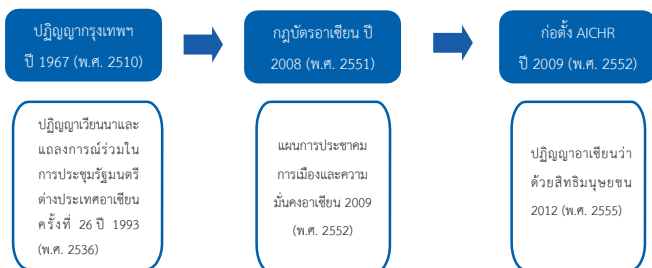 ปฏิญญากรุงเทพฯ
ปี 1967 (พ.ศ. 2510)
กฎบัตรอาเซียน ปี
2008 (พ.ศ. 2551)
ก่อตั้ง AICHR
ปี 2009 (พ.ศ. 2552)
ปฏิญญาเวียนนาและ
แถลงการณ์ร่วมใน
การประชุมรัฐมนตรี
ต่างประเทศอาเซียน
ครั้งที่ 26 ปี 1993
(พ.ศ. 2536)
แผนการประชาคม
การเมืองและความ
มั่นคงอาเซียน 2009
(พ.ศ. 2552)
ปฏิญญาอาเซียนว่า
ด้วยสิทธิมนุษยชน
2012 (พ.ศ. 2555)